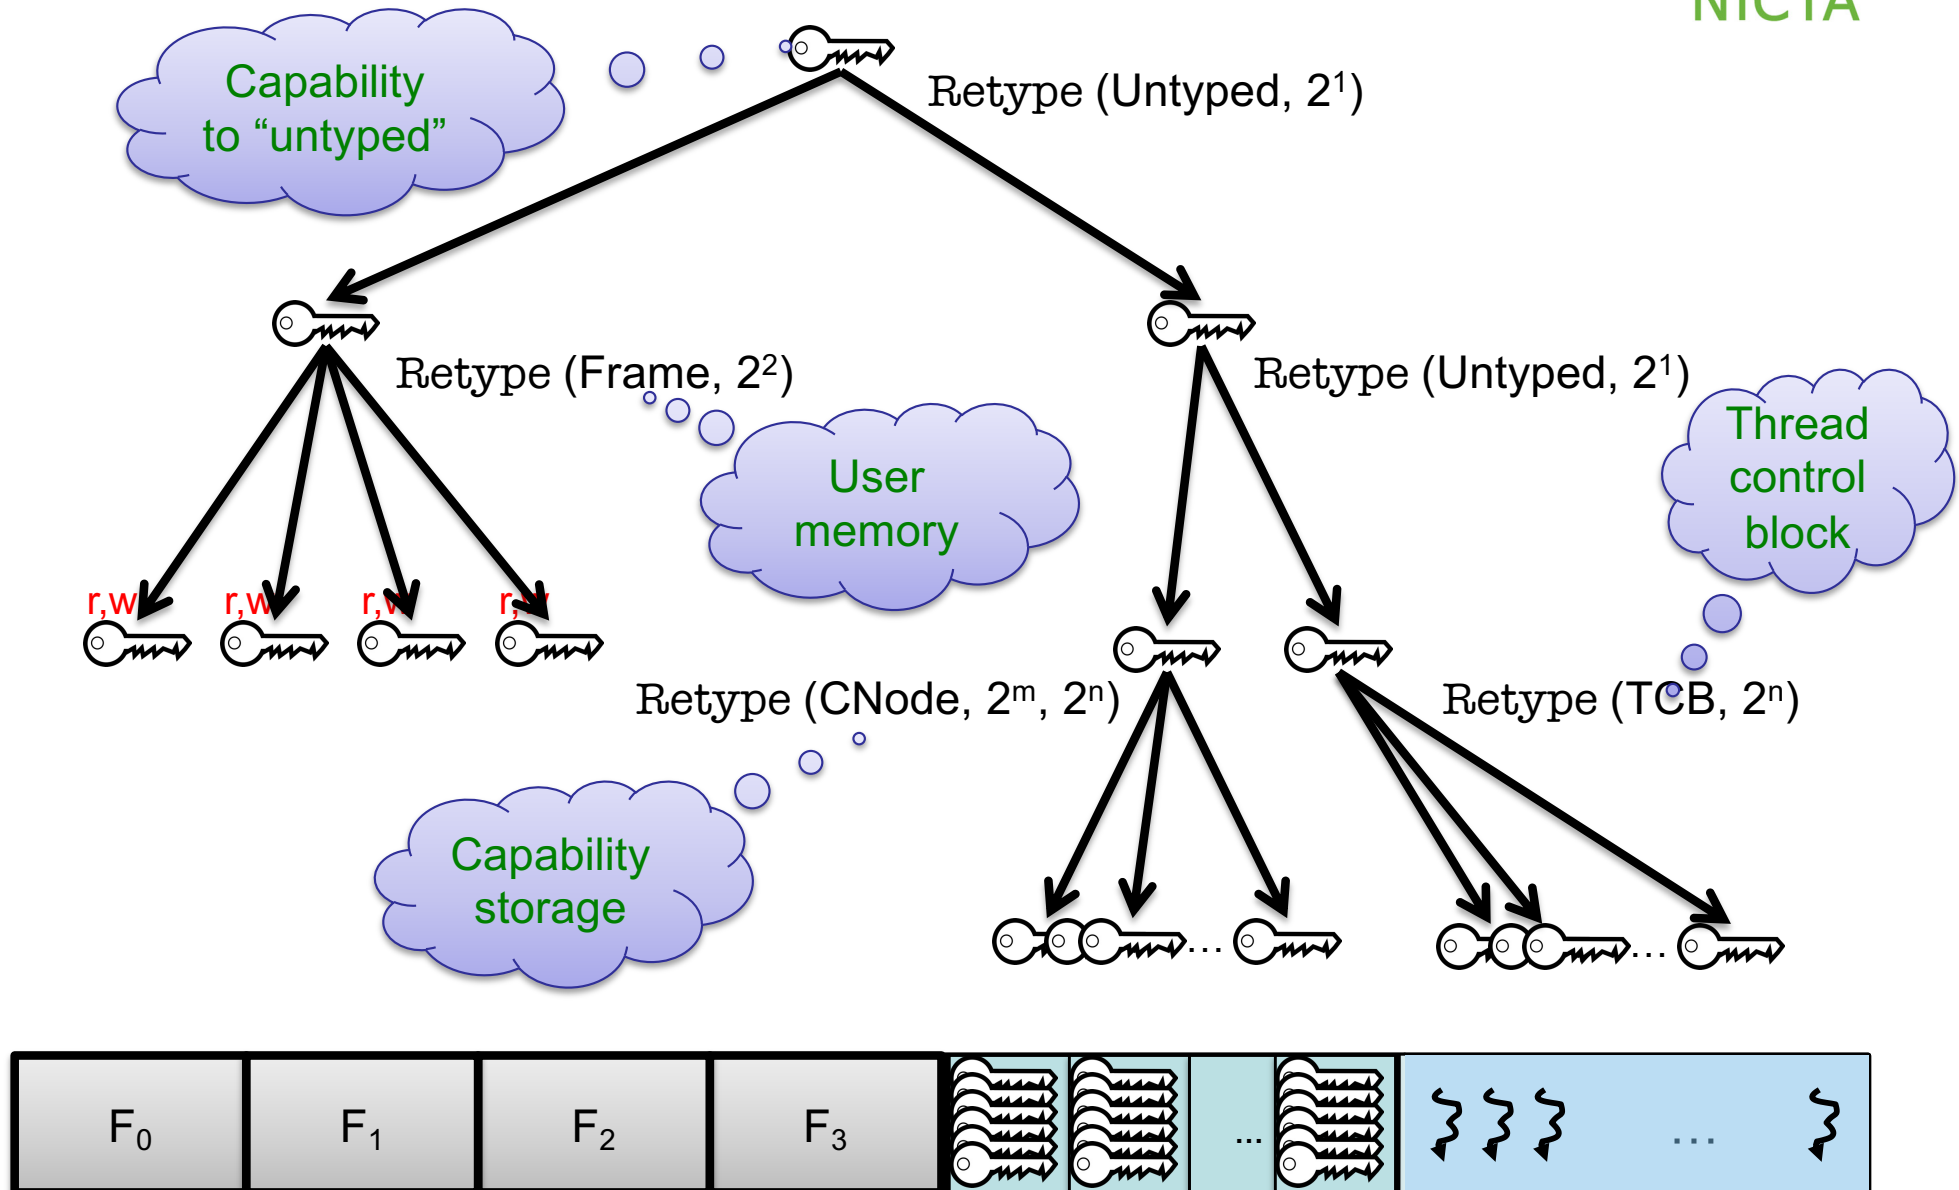 NICTA
Capability
to “untyped”
Retype (Untyped, 2¹)
Retype (Frame, 2²)
Retype (Untyped, 2¹)
Thread
control
block
User
memory
r,w r,w r,w r,w
Retype (CNode, 2ᵐ, 2ⁿ)
Retype (TCB, 2ⁿ)
Capability
storage
... ...
F₀ F₁ F₂ F₃ ... ...